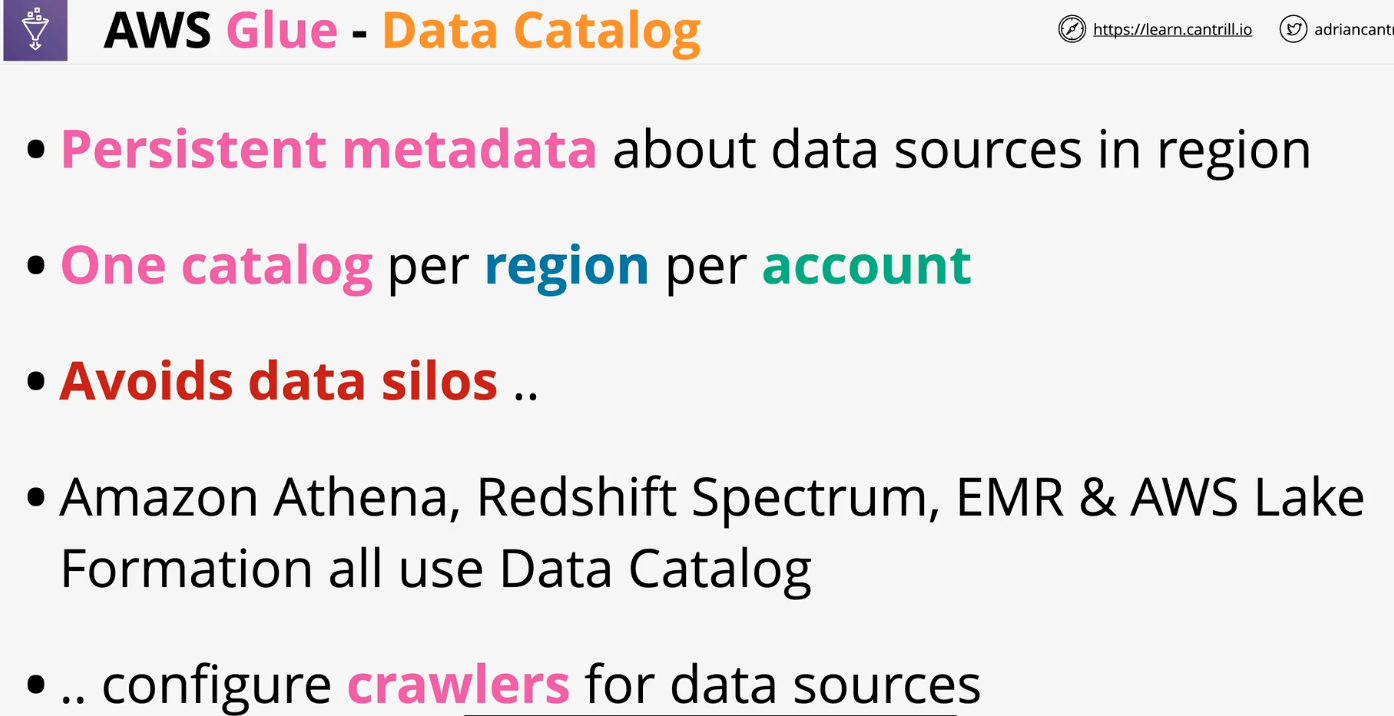 AWS Glue - Data Catalog
https://learn.cantrill.io
adriancant
• Persistent metadata about data sources in region
• One catalog per region per account
• Avoids data silos ..
• Amazon Athena, Redshift Spectrum, EMR & AWS Lake
Formation all use Data Catalog
• .. configure crawlers for data sources